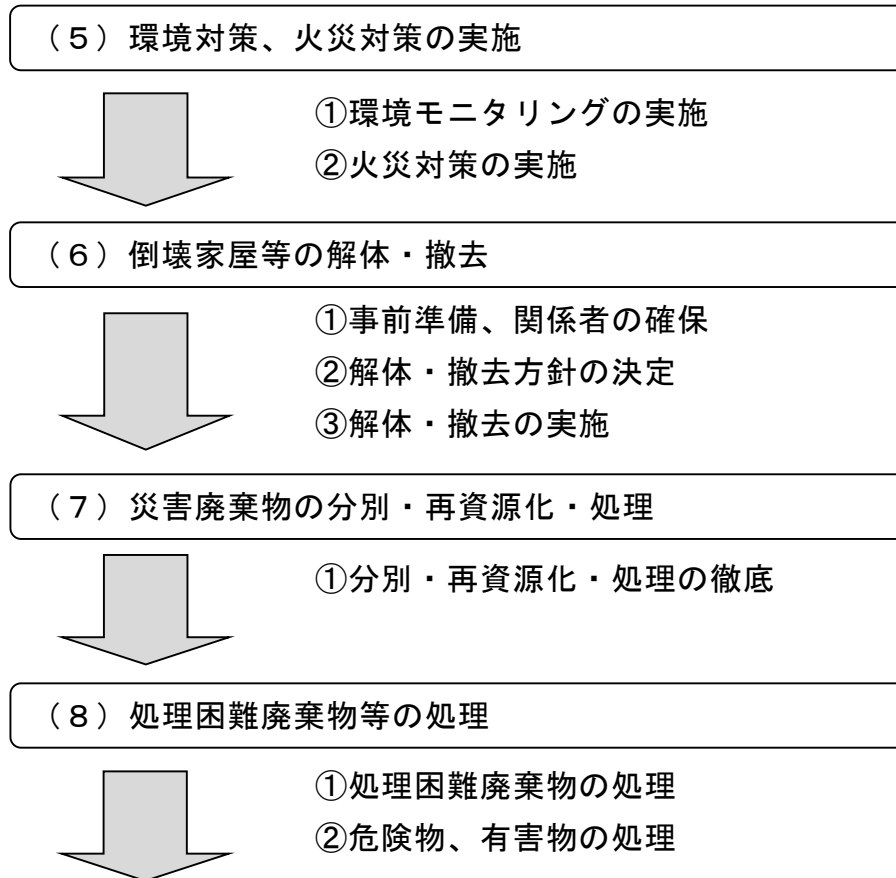 （５）環境対策、火災対策の実施
①環境モニタリングの実施
②火災対策の実施
（６）倒壊家屋等の解体・撤去
①事前準備、関係者の確保
②解体・撤去方針の決定
③解体・撤去の実施
（７）災害廃棄物の分別・再資源化・処理
①分別・再資源化・処理の徹底
（８）処理困難廃棄物等の処理
①処理困難廃棄物の処理
②危険物、有害物の処理